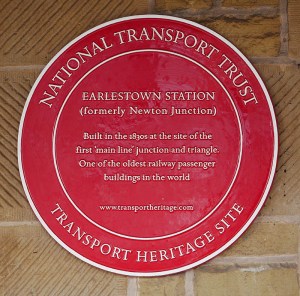 NATIONAL TRANSPORT TRUST
EARLESTOWN STATION
(formerly Newton Junction)
Built in the 1830s at the site of the
first 'main line' junction and triangle.
One of the oldest railway passenger
buildings in the world
www.transportheritage.com
TRANSPORT HERITAGE SITE